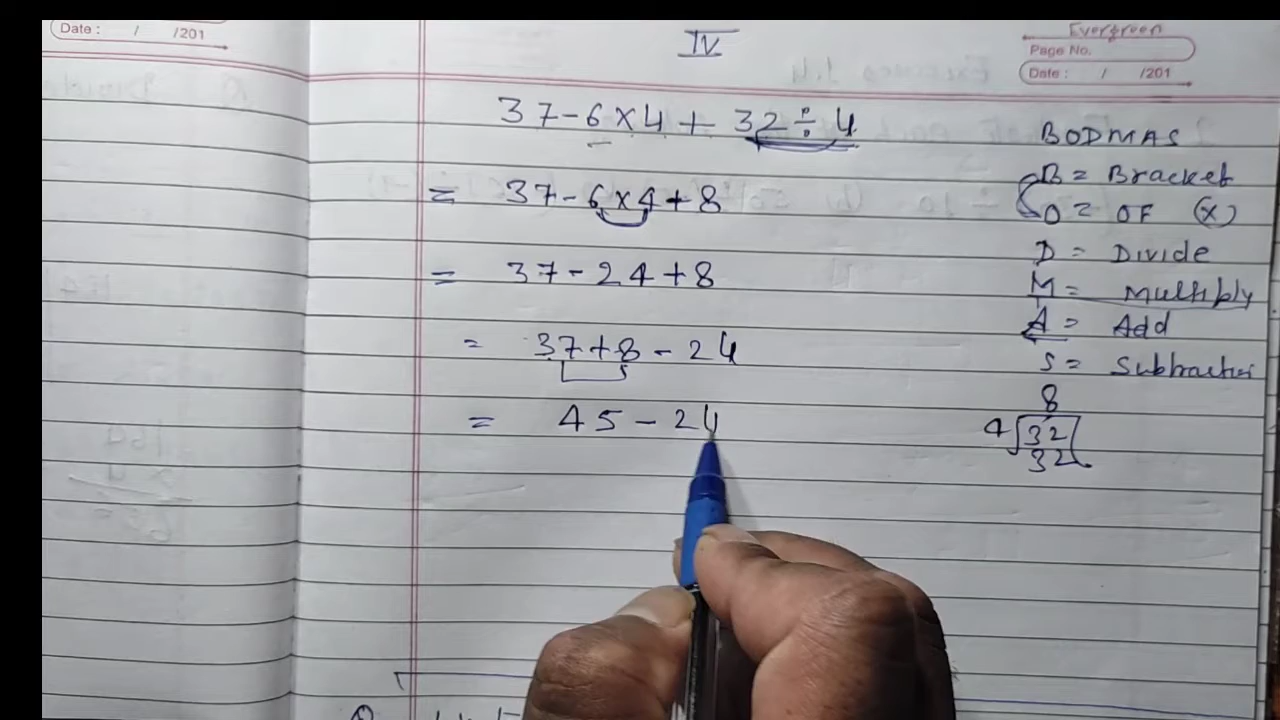 Date : / /201
IV
Evergreen
Page No.
Date : / /201
37-6×4+32÷4
= 37-6×4+8
= 37-24+8
= 37+8-24
= 45-24
BODMAS
B = Bracket
O = OF (×)
D = Divide
M = Multiply
A = Add
S = Subtraction
8
4 32
32